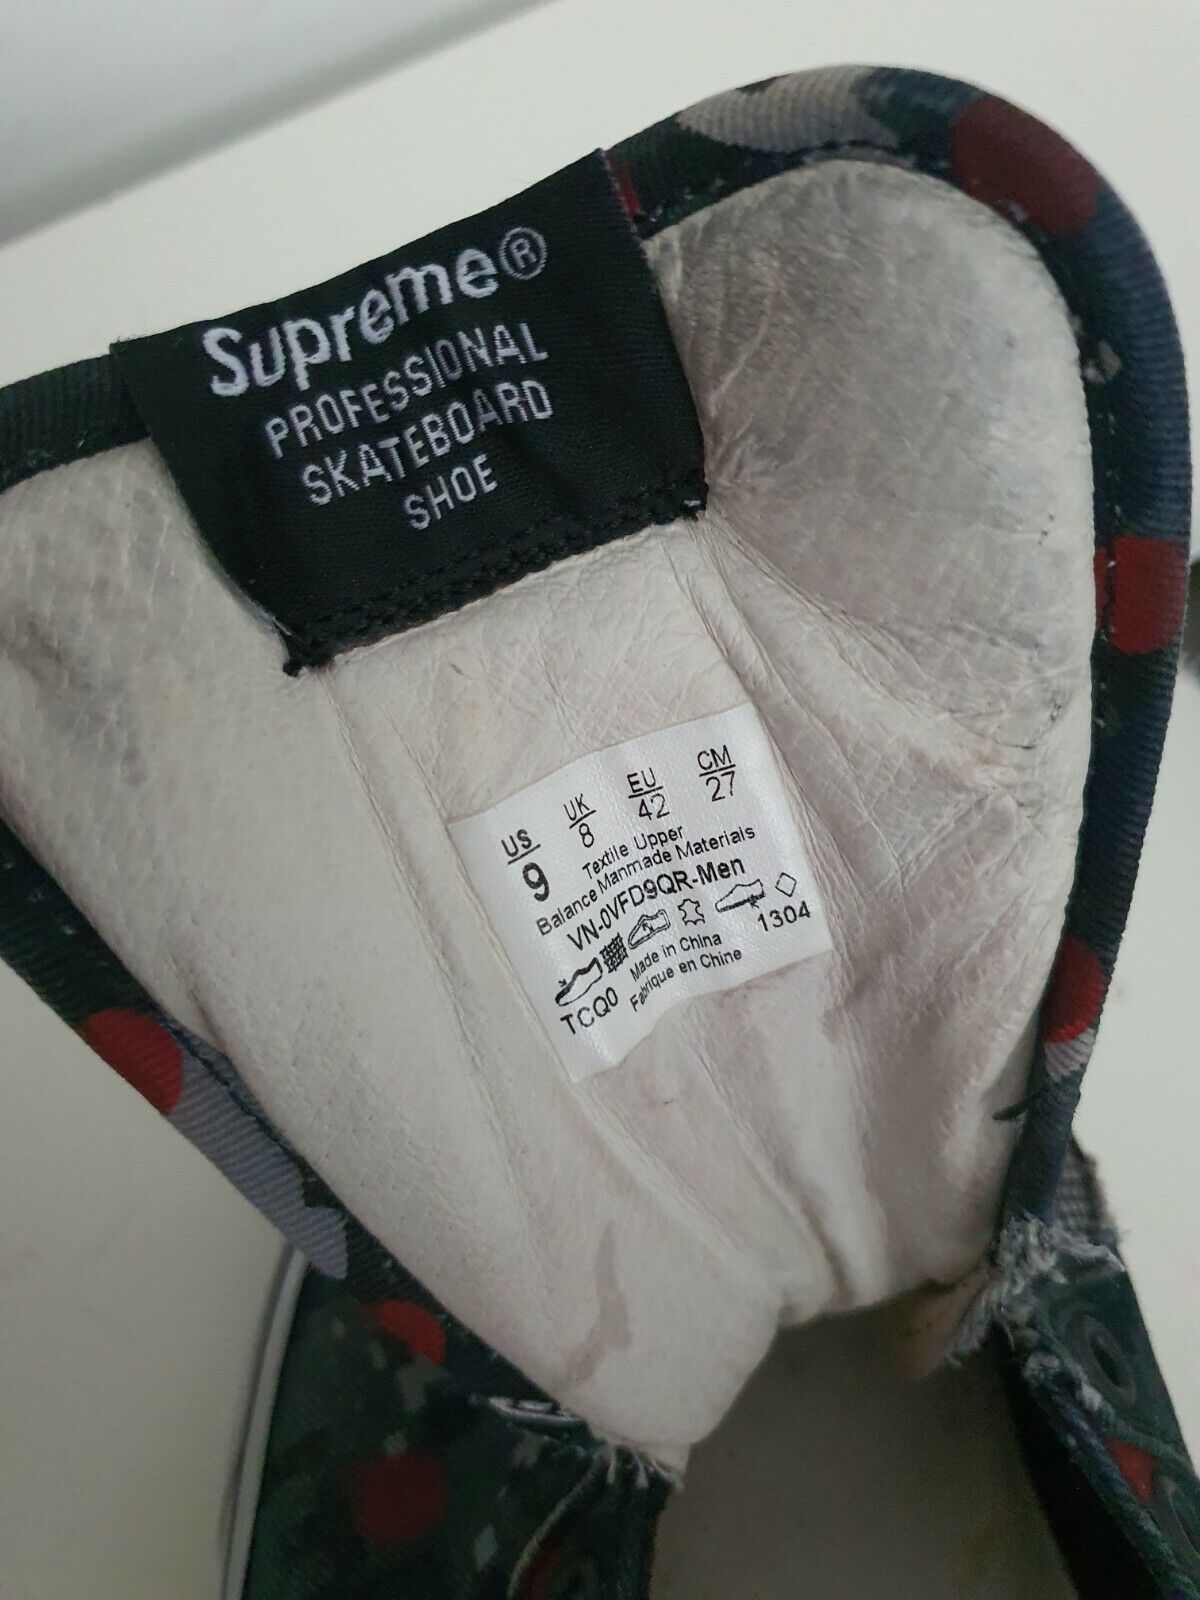 Supreme®
PROFESSIONAL
SKATEBOARD
SHOE
US UK EU CM
9 8 42 27
Textile Upper
Balance Manmade Materials
VN-0VFD9QR-Men
TCQ0 Made in China 1304
Fabrique en Chine